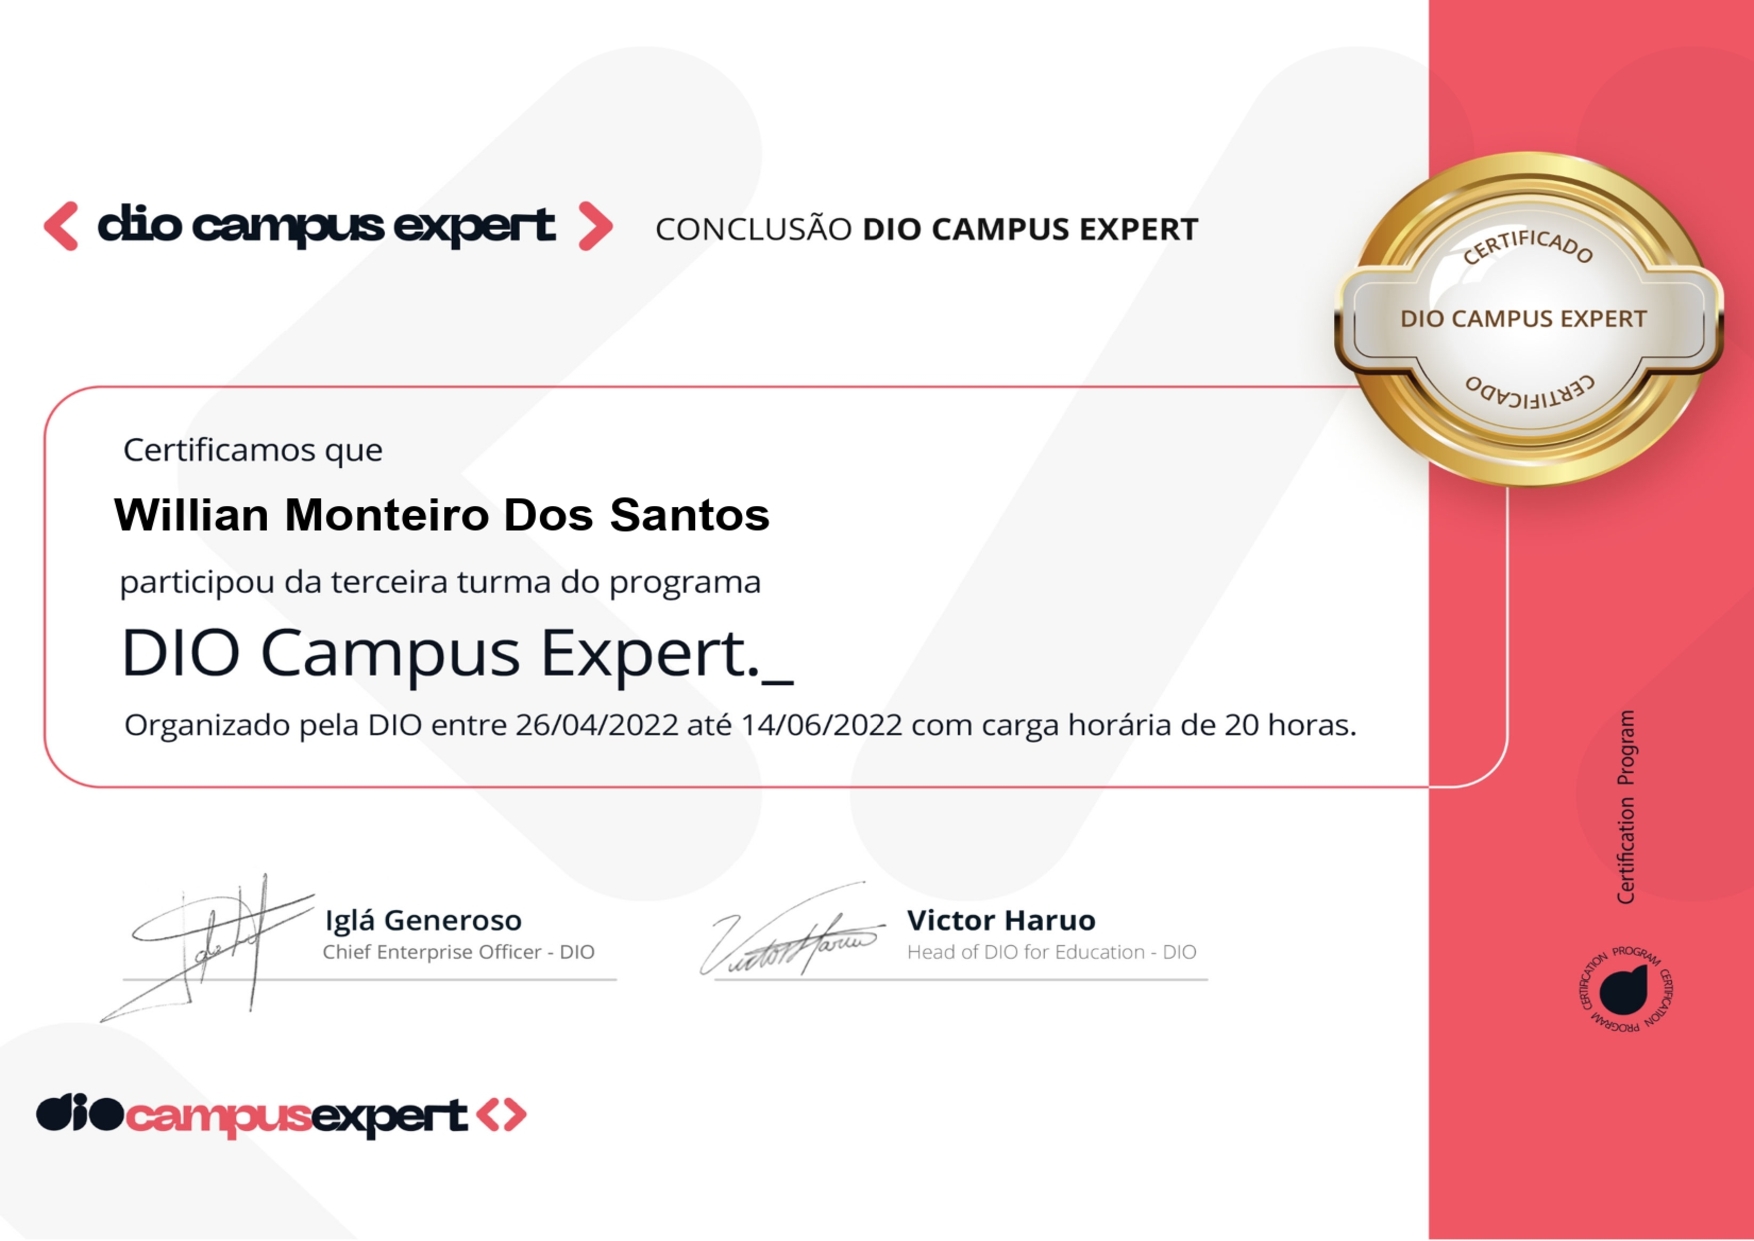 dio campus expert
CONCLUSÃO DIO CAMPUS EXPERT
CERTIFICADO
DIO CAMPUS EXPERT
CERTIFICADO
Certificamos que
Willian Monteiro Dos Santos
participou da terceira turma do programa
DIO Campus Expert._
Organizado pela DIO entre 26/04/2022 até 14/06/2022 com carga horária de 20 horas.
Certification Program
Iglá Generoso
Chief Enterprise Officer - DIO
Victor Haruo
Victor Haruo
Head of DIO for Education - DIO
CERTIFICATION PROGRAM CERTIFICATION PROGRAM
diocampusexpert